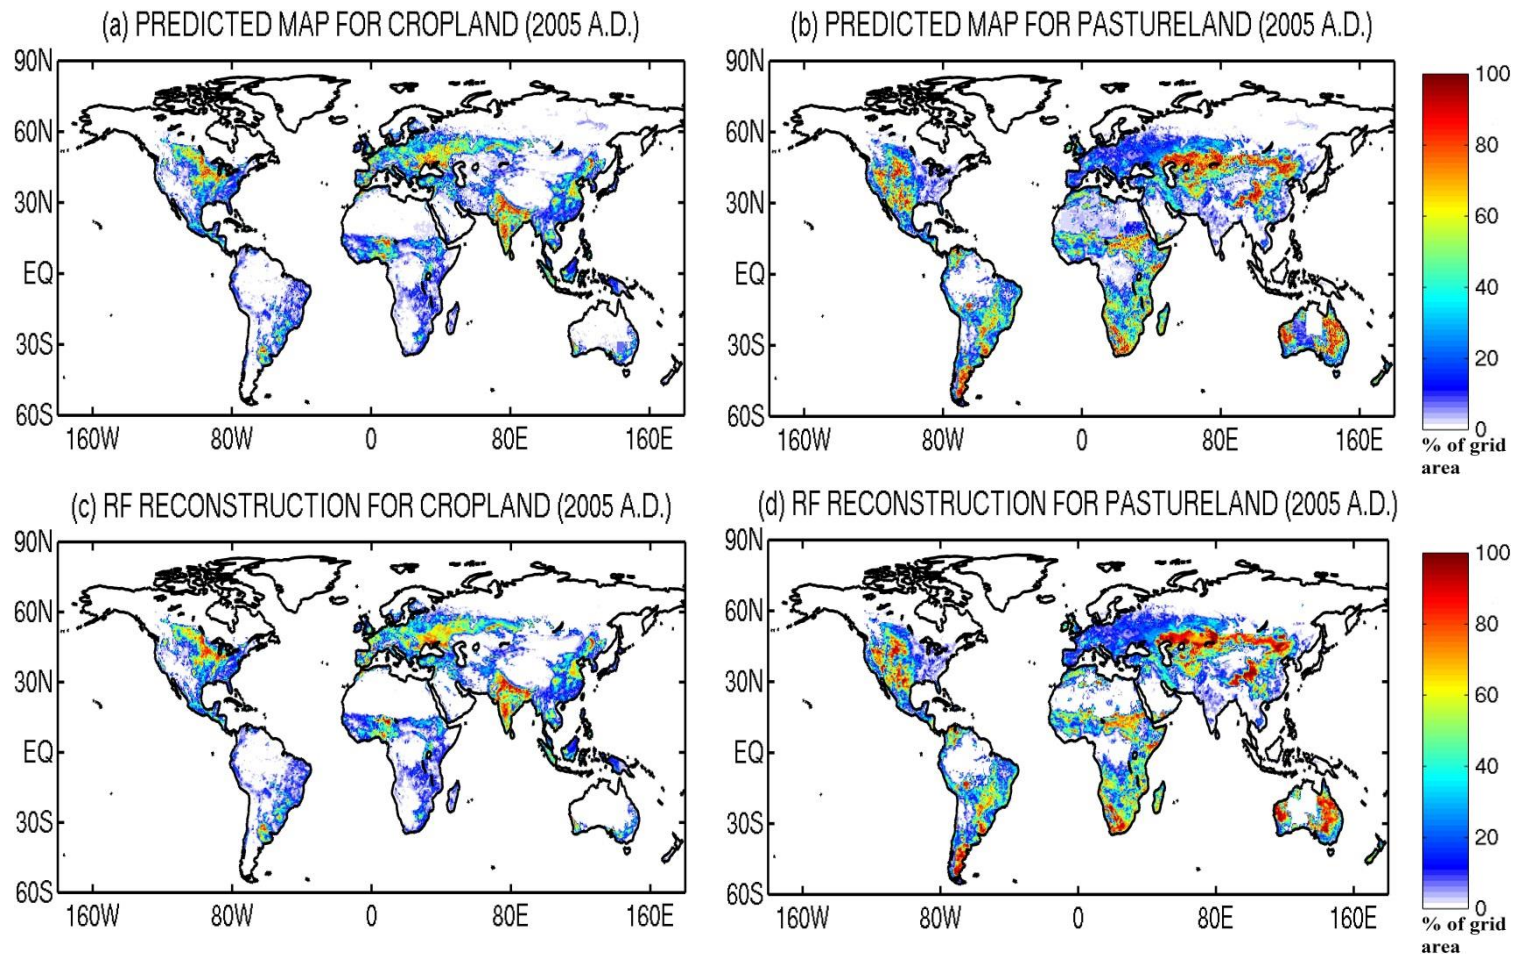 (a) PREDICTED MAP FOR CROPLAND (2005 A.D.)
(b) PREDICTED MAP FOR PASTURELAND (2005 A.D.)
90N
60N
30N
EQ
30S
60S
160W 80W 0 80E 160E
90N
60N
30N
EQ
30S
60S
160W 80W 0 80E 160E
100
80
60
40
20
0
% of grid
area
(c) RF RECONSTRUCTION FOR CROPLAND (2005 A.D.)
(d) RF RECONSTRUCTION FOR PASTURELAND (2005 A.D.)
90N
60N
30N
EQ
30S
60S
160W 80W 0 80E 160E
90N
60N
30N
EQ
30S
60S
160W 80W 0 80E 160E
100
80
60
40
20
0
% of grid
area